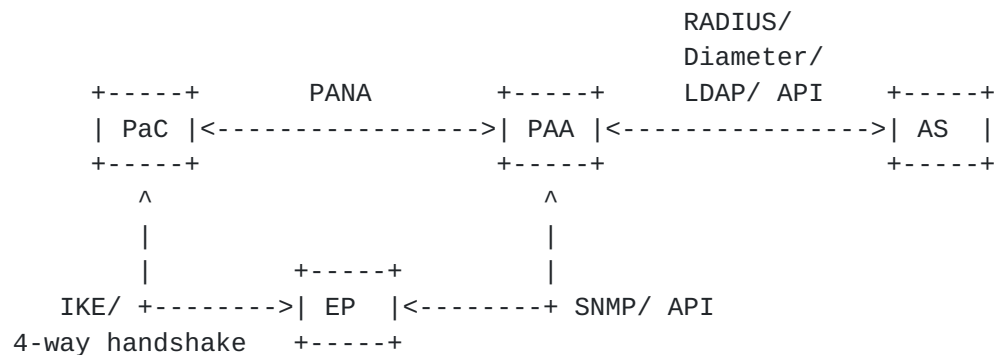 RADIUS/
Diameter/
PANA LDAP/ API
PaC PAA AS
EP
IKE/ SNMP/ API
4-way handshake